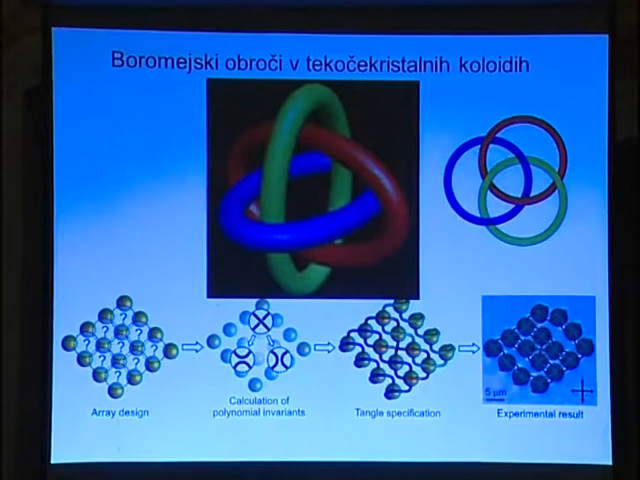 Boromejski obroči v tekočekristalnih koloidih
? ? ? ? ? ? ? ? ?
5 µm
Array design
Calculation of
polynomial invariants
Tangle specification
Experimental result